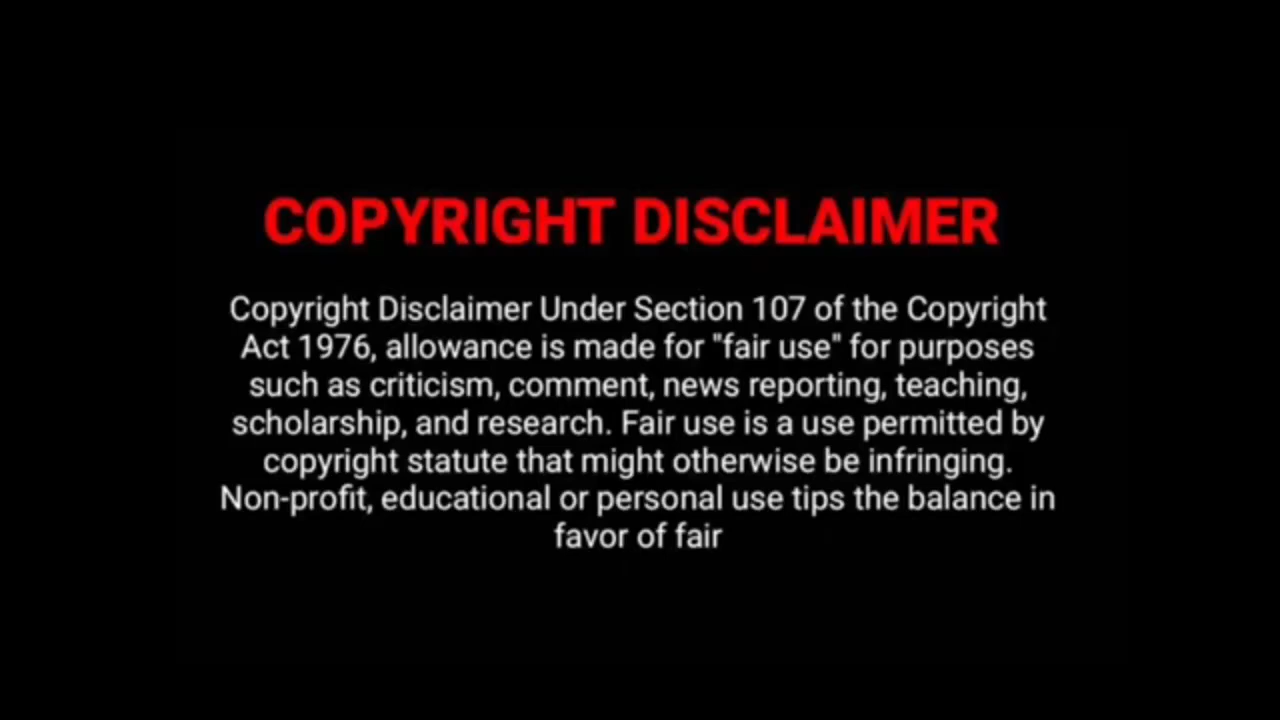 COPYRIGHT DISCLAIMER
Copyright Disclaimer Under Section 107 of the Copyright
Act 1976, allowance is made for "fair use" for purposes
such as criticism, comment, news reporting, teaching,
scholarship, and research. Fair use is a use permitted by
copyright statute that might otherwise be infringing.
Non-profit, educational or personal use tips the balance in
favor of fair